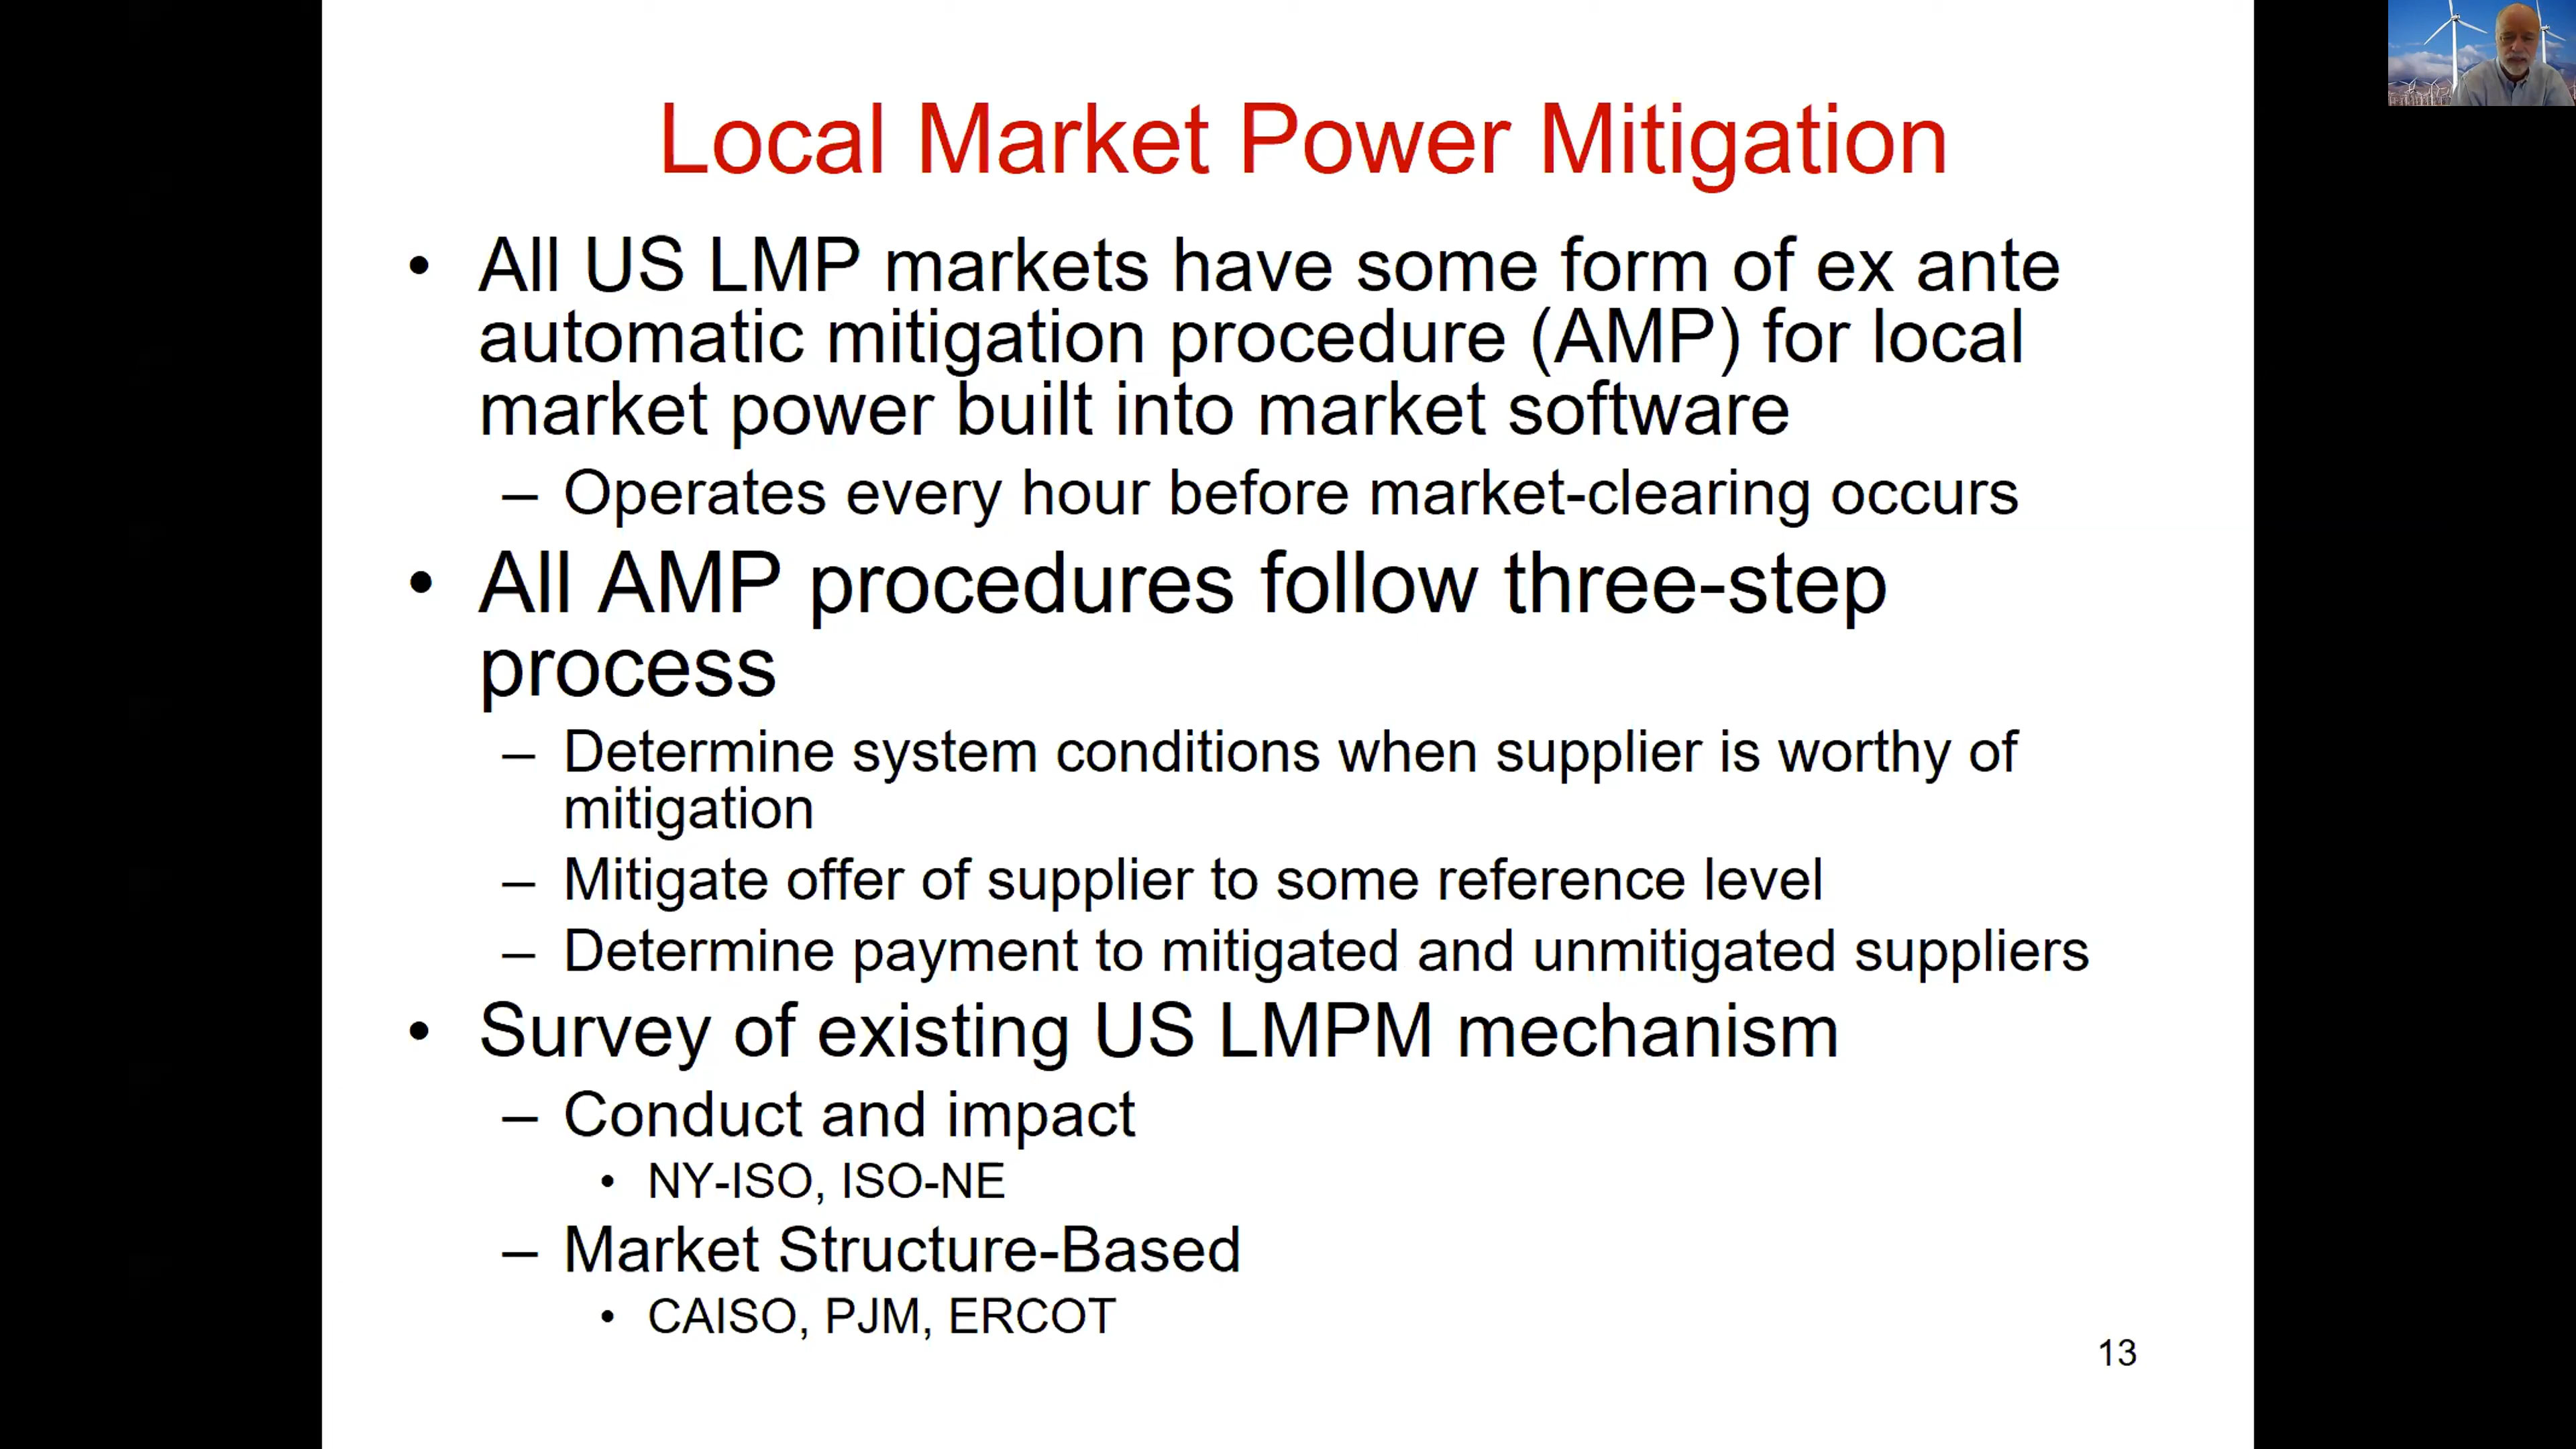 Local Market Power Mitigation
• All US LMP markets have some form of ex ante
automatic mitigation procedure (AMP) for local
market power built into market software
– Operates every hour before market-clearing occurs
• All AMP procedures follow three-step
process
– Determine system conditions when supplier is worthy of
mitigation
– Mitigate offer of supplier to some reference level
– Determine payment to mitigated and unmitigated suppliers
• Survey of existing US LMPM mechanism
– Conduct and impact
• NY-ISO, ISO-NE
– Market Structure-Based
• CAISO, PJM, ERCOT
13